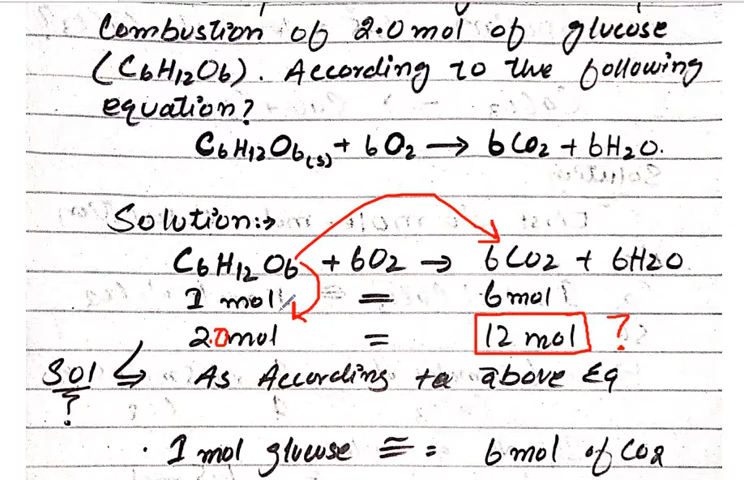 Combustion of 2.0 mol of glucose
(C6H12O6). According to the following
equation?
C6H12O6(s) + 6O2 → 6CO2 + 6H2O.
Solution:→
C6H12O6 + 6O2 → 6CO2 + 6H2O
1 mol = 6 mol
2.0mol = 12 mol ?
Sol ? As According to above Eq
. 1 mol glucose ≅ = 6 mol of CO2